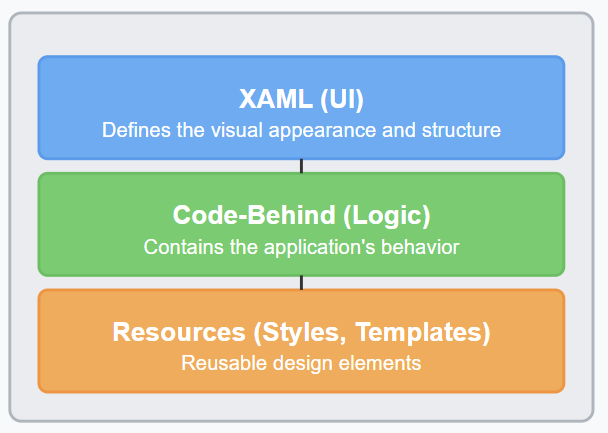 XAML (UI)
Defines the visual appearance and structure
Code-Behind (Logic)
Contains the application's behavior
Resources (Styles, Templates)
Reusable design elements